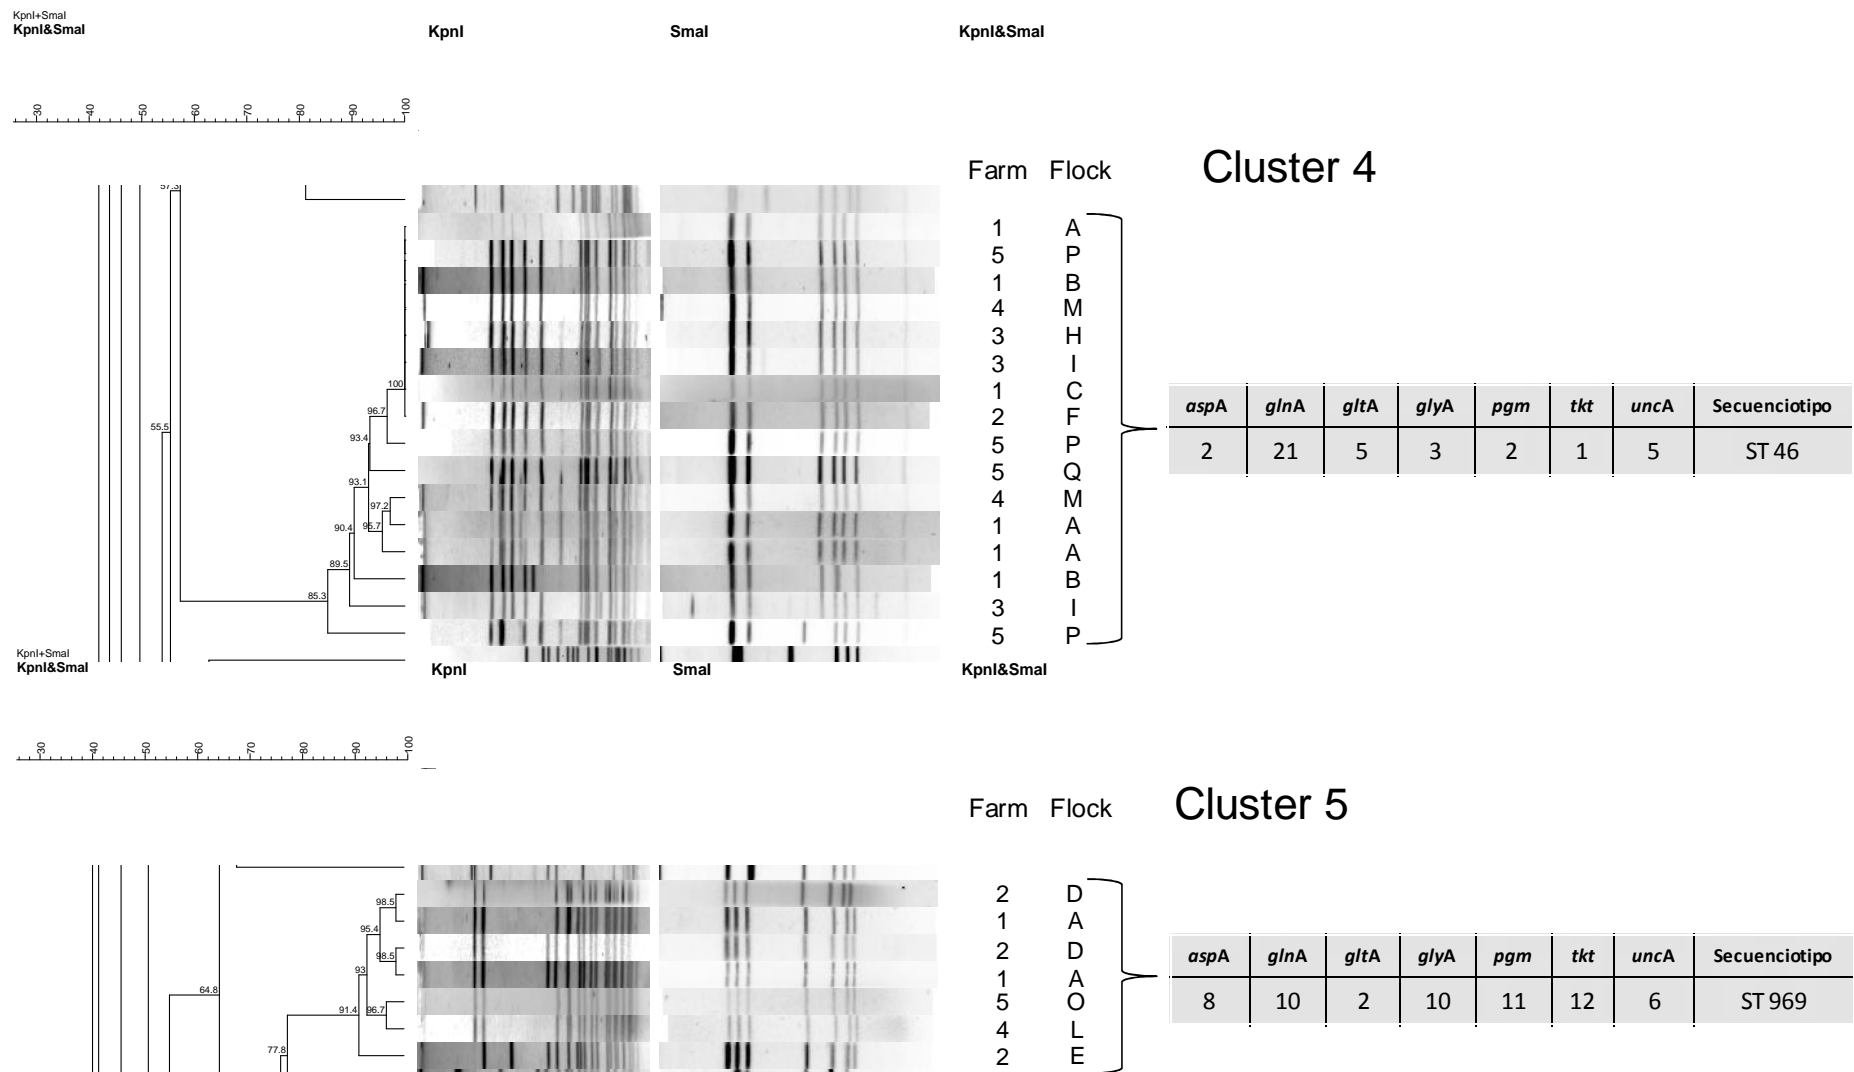 KpnI+SmaI
KpnI&SmaI KpnI SmaI KpnI&SmaI
30 40 50 60 70 80 90 100
Cluster 4
Farm Flock
57.3
1 A
5 P
1 B
4 M
3 H
3 I
100
1 C
96.7
2 F
93.4
55.5
5 P
5 Q
93.1
4 M
97.2
1 A
90.4 95.7
1 A
89.5
1 B
85.3
3 I
5 P
aspA glnA gltA glyA pgm tkt uncA Secuenciotipo
2 21 5 3 2 1 5 ST 46
KpnI+SmaI
KpnI&SmaI KpnI SmaI KpnI&SmaI
30 40 50 60 70 80 90 100
Cluster 5
Farm Flock
2 D
98.5
1 A
95.4
2 D
98.5
93
1 A
64.8
5 O
91.4 96.7
4 L
77.8
2 E
aspA glnA gltA glyA pgm tkt uncA Secuenciotipo
8 10 2 10 11 12 6 ST 969